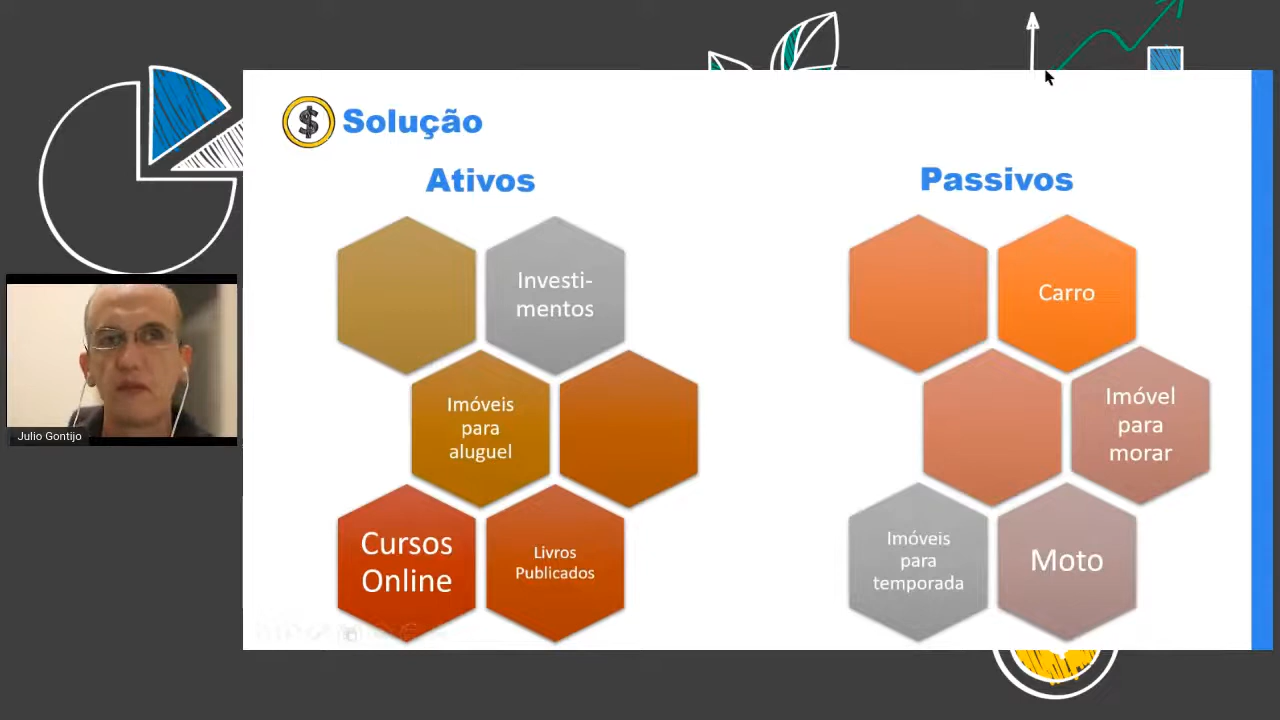 $ Solução
Ativos
Investi-
mentos
Imóveis
para
aluguel
Cursos
Online
Livros
Publicados
Passivos
Carro
Imóvel
para
morar
Imóveis
para
temporada
Moto
Julio Gontijo